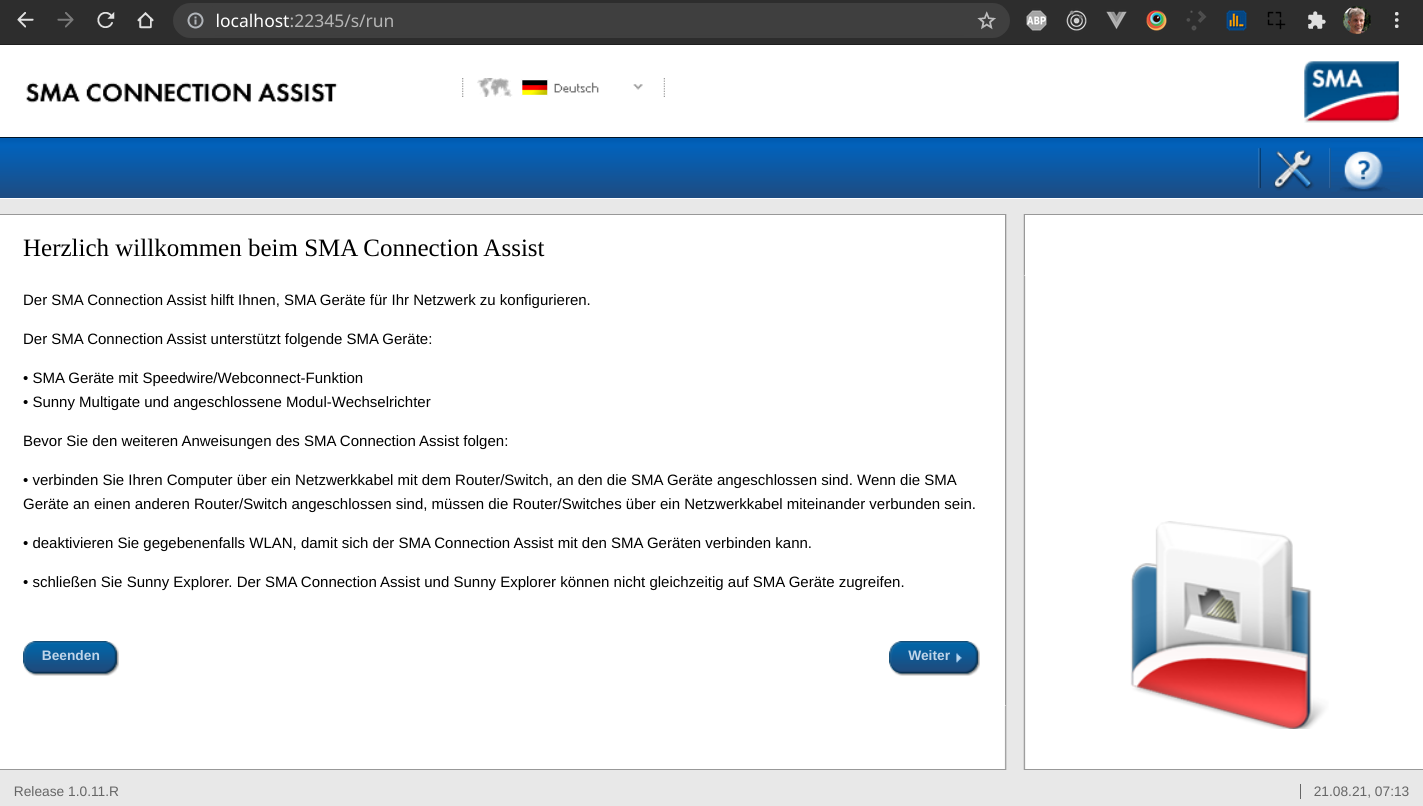 localhost:22345/s/run
ABP
SMA CONNECTION ASSIST
Deutsch
SMA
?
Herzlich willkommen beim SMA Connection Assist
Der SMA Connection Assist hilft Ihnen, SMA Geräte für Ihr Netzwerk zu konfigurieren.
Der SMA Connection Assist unterstützt folgende SMA Geräte:
• SMA Geräte mit Speedwire/Webconnect-Funktion
• Sunny Multigate und angeschlossene Modul-Wechselrichter
Bevor Sie den weiteren Anweisungen des SMA Connection Assist folgen:
• verbinden Sie Ihren Computer über ein Netzwerkkabel mit dem Router/Switch, an den die SMA Geräte angeschlossen sind. Wenn die SMA
Geräte an einen anderen Router/Switch angeschlossen sind, müssen die Router/Switches über ein Netzwerkkabel miteinander verbunden sein.
• deaktivieren Sie gegebenenfalls WLAN, damit sich der SMA Connection Assist mit den SMA Geräten verbinden kann.
• schließen Sie Sunny Explorer. Der SMA Connection Assist und Sunny Explorer können nicht gleichzeitig auf SMA Geräte zugreifen.
Beenden
Weiter
Release 1.0.11.R
21.08.21, 07:13